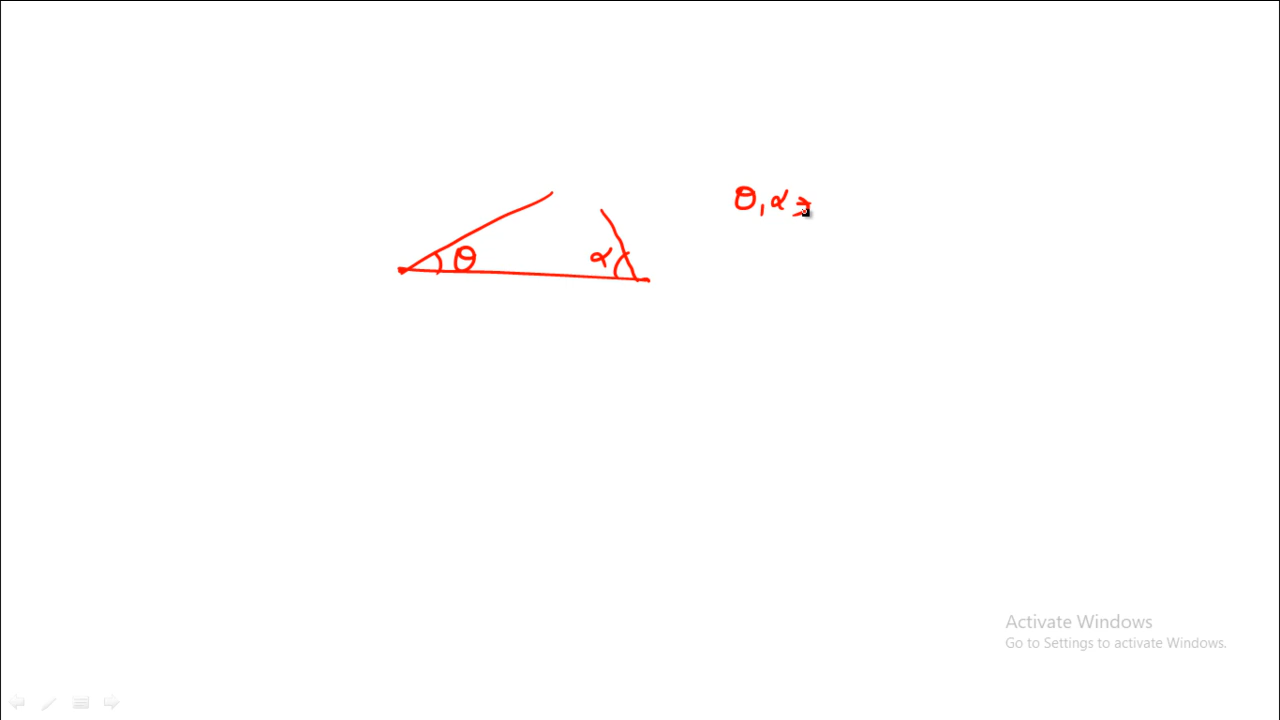 θ, α
θ
α
Activate Windows
Go to Settings to activate Windows.